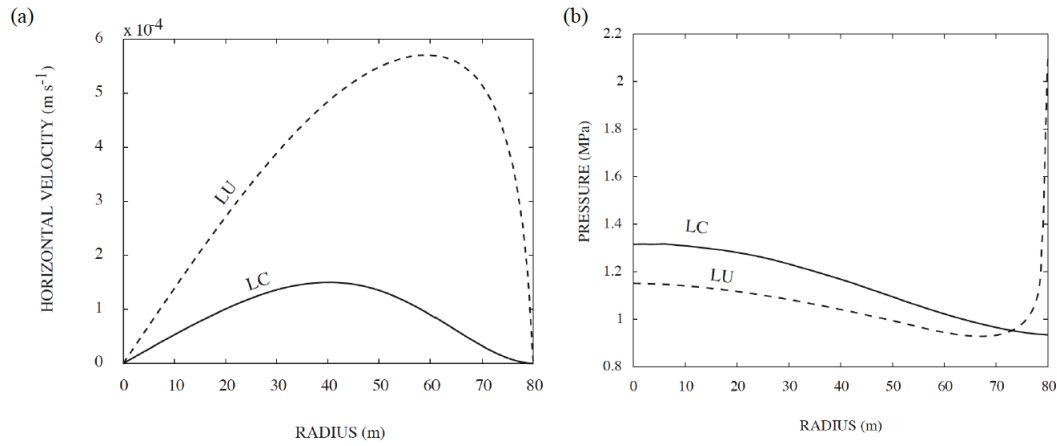 (a)
x 10⁻⁴
6
5
4
3
2
1
0
HORIZONTAL VELOCITY (m s⁻¹)
LU
LC
0 10 20 30 40 50 60 70 80
RADIUS (m)
(b)
2.2
2
1.8
1.6
1.4
1.2
1
0.8
PRESSURE (MPa)
LC
LU
0 10 20 30 40 50 60 70 80
RADIUS (m)